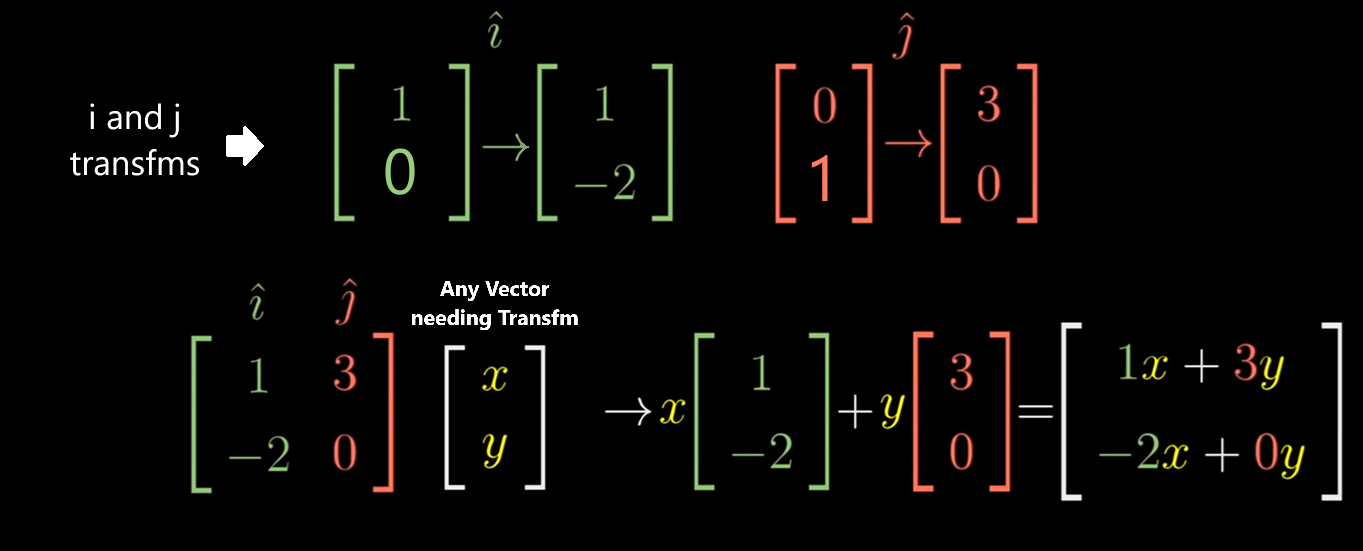 î ĵ
i and j
transfms
[1 0] → [1 −2] [0 1] → [3 0]
î ĵ
Any Vector
needing Transfm
[1 3] [x] → x [1] + y [3] = [1x + 3y]
[−2 0] [y] [−2] [0] [−2x + 0y]